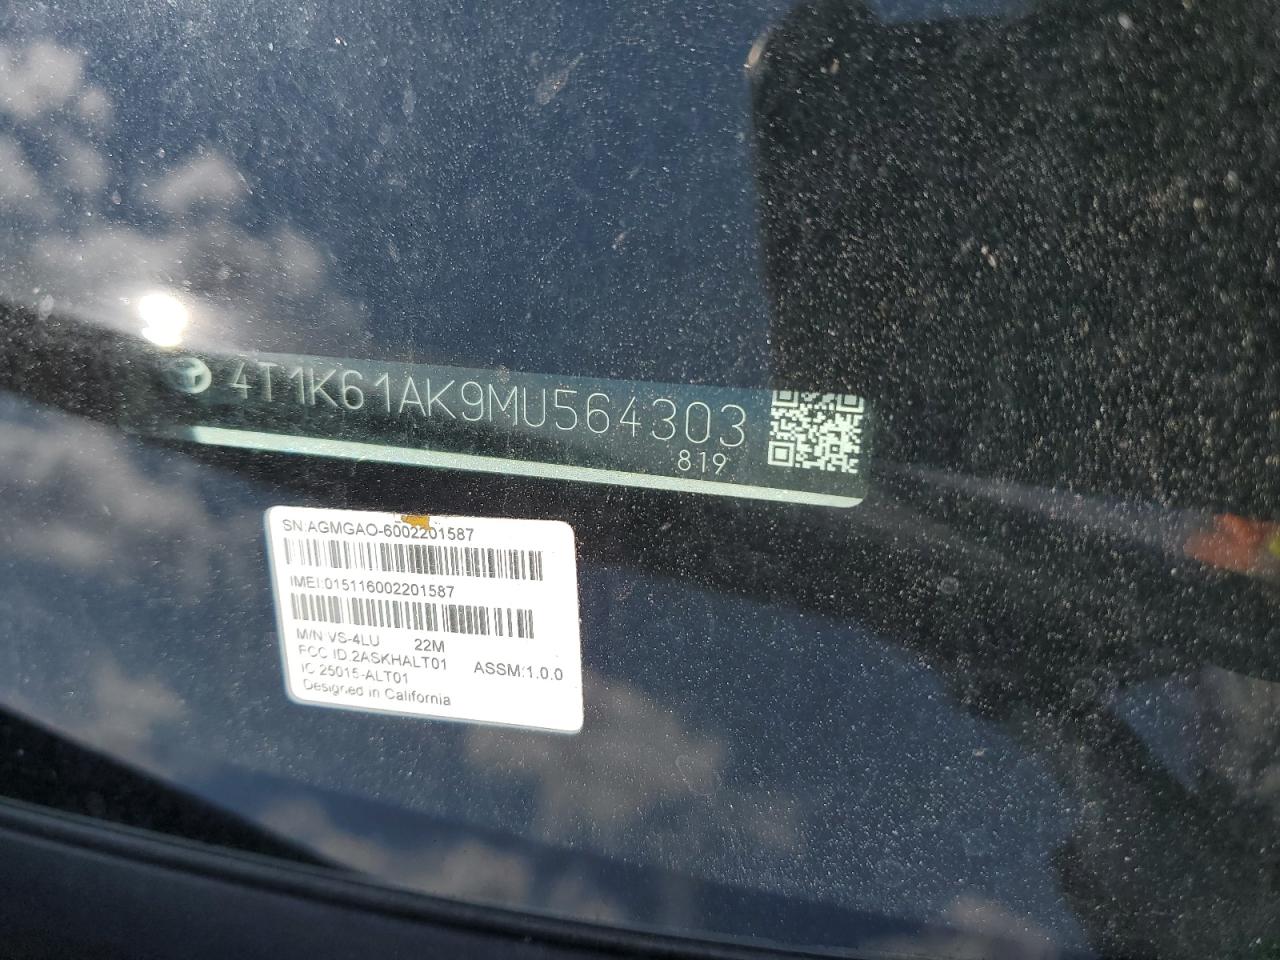 4T1K61AK9MU564303
819
SN:AGMGAO-6002201587
IMEI:015116002201587
M/N:VS-4LU 22M
FCC ID:2ASKHALT01 ASSM:1.0.0
IC:25015-ALT01
Designed in California